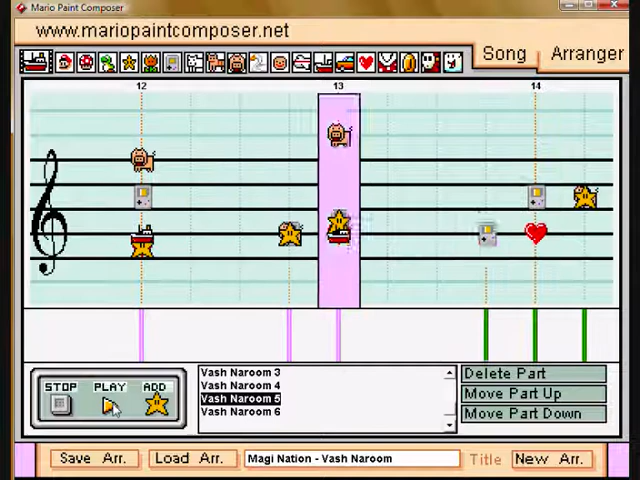 Mario Paint Composer
www.mariopaintcomposer.net
Song
Arranger
12
13
14
STOP
PLAY
ADD
Vash Naroom 3
Vash Naroom 4
Vash Naroom 5
Vash Naroom 6
Delete Part
Move Part Up
Move Part Down
Save Arr.
Load Arr.
Magi Nation - Vash Naroom
Title
New Arr.